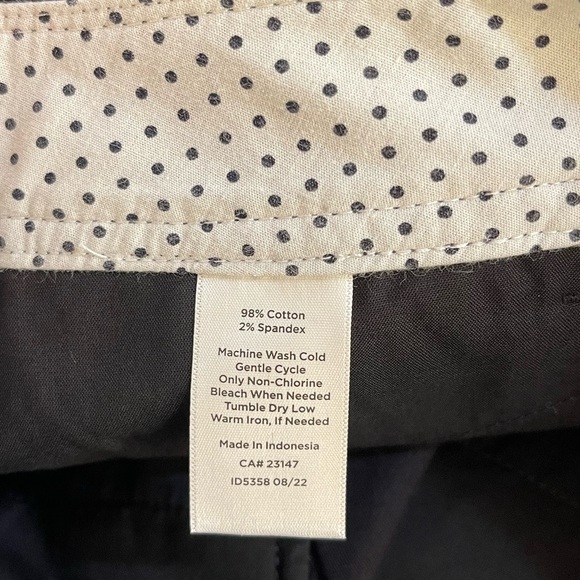 98% Cotton
2% Spandex
Machine Wash Cold
Gentle Cycle
Only Non-Chlorine
Bleach When Needed
Tumble Dry Low
Warm Iron, If Needed
Made In Indonesia
CA# 23147
ID5358 08/22